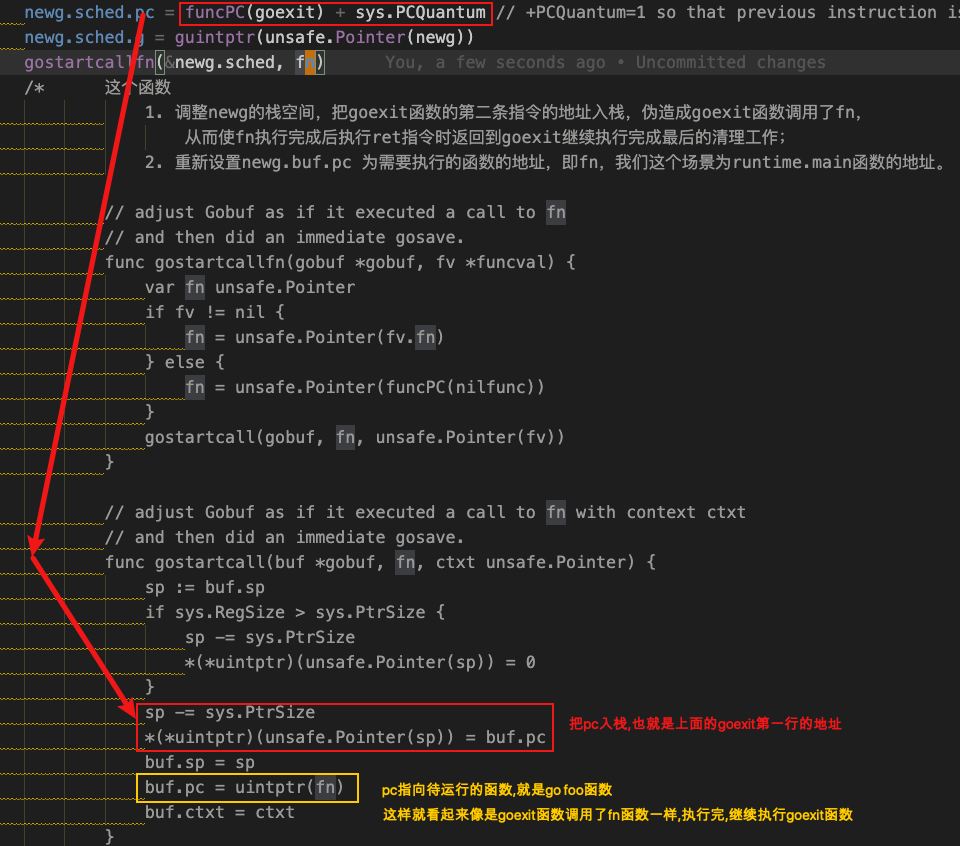 newg.sched.pc = funcPC(goexit) + sys.PCQuantum // +PCQuantum=1 so that previous instruction is
newg.sched.g = guintptr(unsafe.Pointer(newg))
gostartcallfn(&newg.sched, fn) You, a few seconds ago • Uncommitted changes
/* 这个函数
1. 调整newg的栈空间，把goexit函数的第二条指令的地址入栈，伪造成goexit函数调用了fn，
从而使fn执行完成后执行ret指令时返回到goexit继续执行完成最后的清理工作；
2. 重新设置newg.buf.pc 为需要执行的函数的地址，即fn，我们这个场景为runtime.main函数的地址。
// adjust Gobuf as if it executed a call to fn
// and then did an immediate gosave.
func gostartcallfn(gobuf *gobuf, fv *funcval) {
var fn unsafe.Pointer
if fv != nil {
fn = unsafe.Pointer(fv.fn)
} else {
fn = unsafe.Pointer(funcPC(nilfunc))
}
gostartcall(gobuf, fn, unsafe.Pointer(fv))
}
// adjust Gobuf as if it executed a call to fn with context ctxt
// and then did an immediate gosave.
func gostartcall(buf *gobuf, fn, ctxt unsafe.Pointer) {
sp := buf.sp
if sys.RegSize > sys.PtrSize {
sp -= sys.PtrSize
*(*uintptr)(unsafe.Pointer(sp)) = 0
}
sp -= sys.PtrSize
*(*uintptr)(unsafe.Pointer(sp)) = buf.pc
把pc入栈,也就是上面的goexit第一行的地址
buf.sp = sp
buf.pc = uintptr(fn)
pc指向待运行的函数,就是go foo函数
buf.ctxt = ctxt
这样就看起来像是goexit函数调用了fn函数一样,执行完,继续执行goexit函数
}